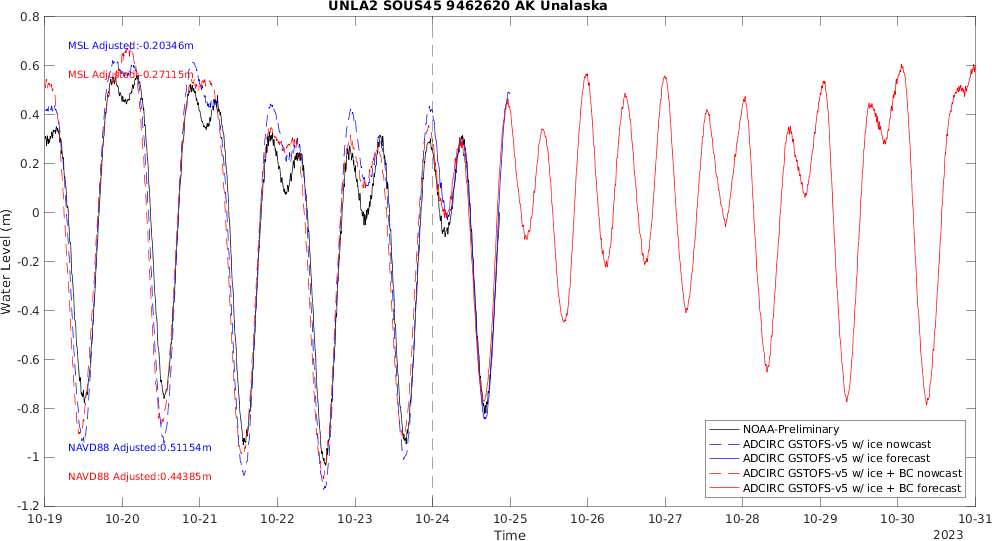 UNLA2 SOUS45 9462620 AK Unalaska
0.8
0.6
0.4
0.2
0
-0.2
-0.4
-0.6
-0.8
-1
-1.2
Water Level (m)
MSL Adjusted:-0.20346m
MSL Adjusted:-0.27115m
NAVD88 Adjusted:0.51154m
NAVD88 Adjusted:0.44385m
NOAA-Preliminary
ADCIRC GSTOFS-v5 w/ ice nowcast
ADCIRC GSTOFS-v5 w/ ice forecast
ADCIRC GSTOFS-v5 w/ ice + BC nowcast
ADCIRC GSTOFS-v5 w/ ice + BC forecast
10-19 10-20 10-21 10-22 10-23 10-24 10-25 10-26 10-27 10-28 10-29 10-30 10-31
Time
2023